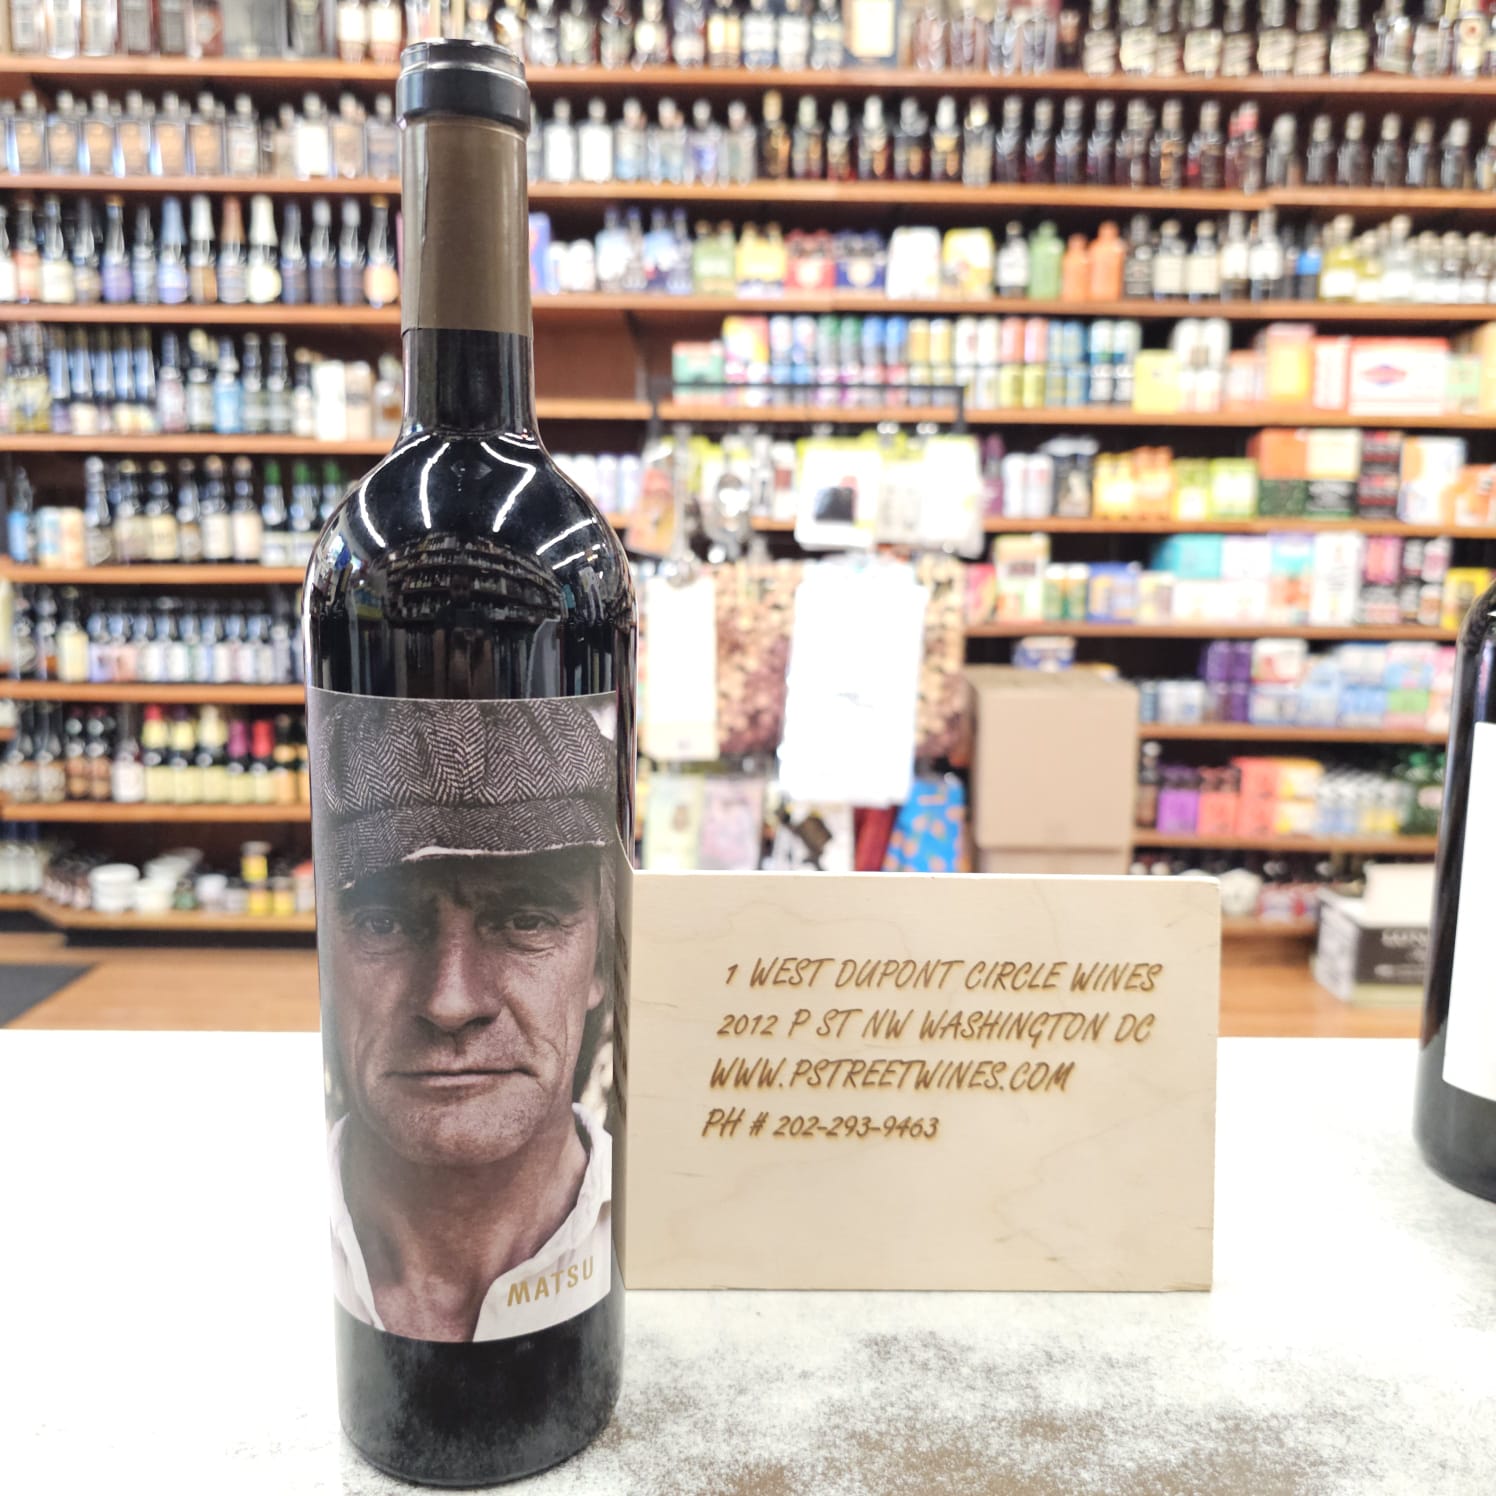 MATSU
1 WEST DUPONT CIRCLE WINES
2012 P ST NW WASHINGTON DC
WWW.PSTREETWINES.COM
PH # 202-293-9463